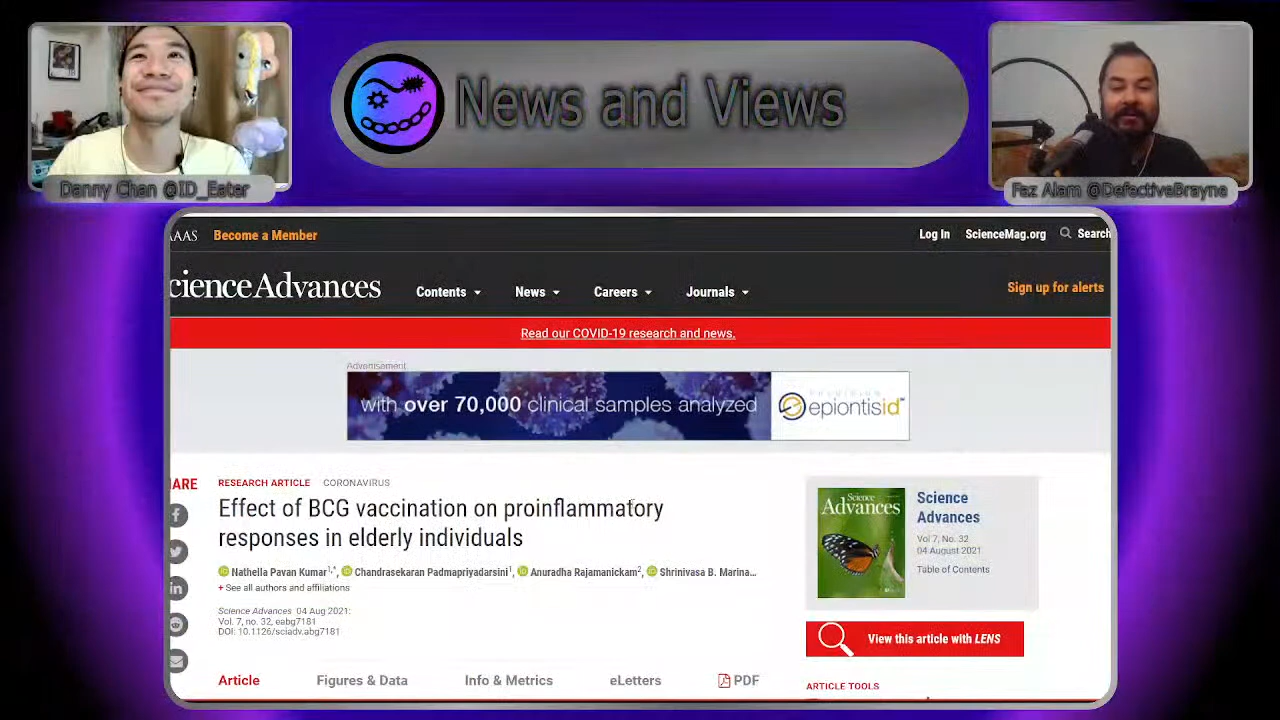 News and Views
Danny Chan @ID_Eater
Faz Alam @DefectiveBrayne
AAAS
Become a Member
Log In
ScienceMag.org
Search
cienceAdvances
Contents
News
Careers
Journals
Sign up for alerts
Read our COVID-19 research and news.
Advertisement
with over 70,000 clinical samples analyzed
epiontisid
ARE
RESEARCH ARTICLE
CORONAVIRUS
Effect of BCG vaccination on proinflammatory
responses in elderly individuals
Nathella Pavan Kumar1,*, Chandrasekaran Padmapriyadarsini1, Anuradha Rajamanickam2, Shrinivasa B. Marina...
+ See all authors and affiliations
Science Advances 04 Aug 2021:
Vol. 7, no. 32, eabg7181
DOI: 10.1126/sciadv.abg7181
Article
Figures & Data
Info & Metrics
eLetters
PDF
Science
Advances
Science
Advances
Vol 7, No. 32
04 August 2021
Table of Contents
View this article with LENS
ARTICLE TOOLS